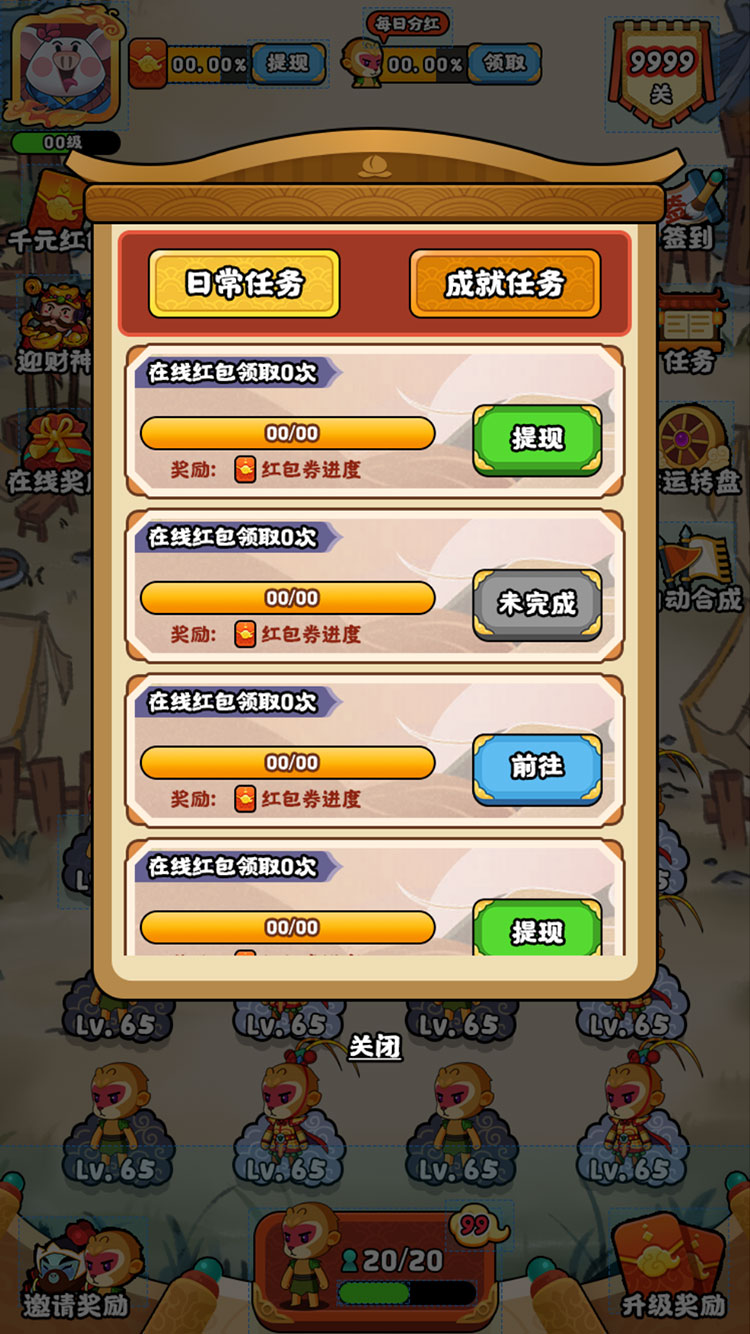 每日分红
00.00%
提现
00.00%
领取
9999
关
00级
千元红
签到
日常任务
成就任务
迎财神
任务
在线红包领取0次
00/00
提现
奖励:
红包券进度
在线奖
运转盘
在线红包领取0次
00/00
未完成
奖励:
红包券进度
动合成
在线红包领取0次
00/00
前往
奖励:
红包券进度
在线红包领取0次
00/00
提现
Lv.65
Lv.65
Lv.65
Lv.65
关闭
Lv.65
Lv.65
Lv.65
Lv.65
99
20/20
邀请奖励
升级奖励